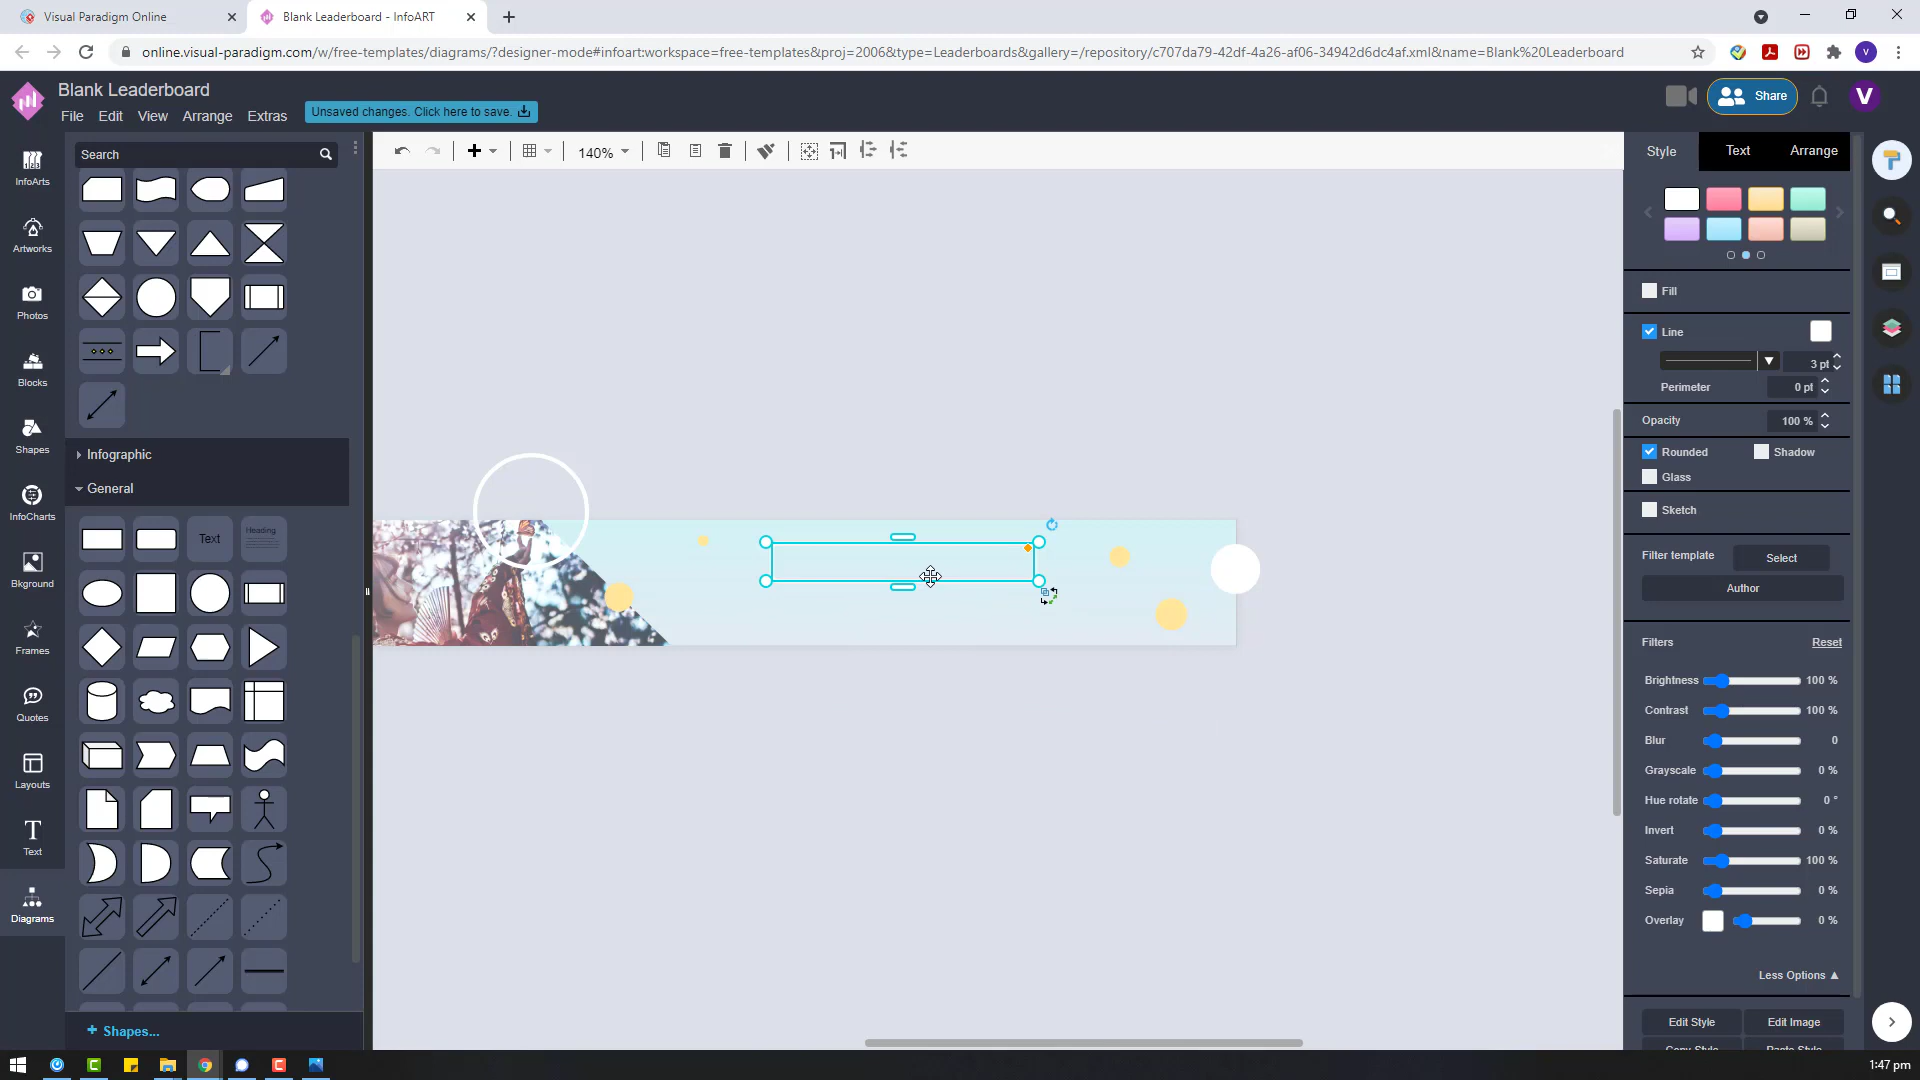 Visual Paradigm Online
Blank Leaderboard - InfoART
online.visual-paradigm.com/w/free-templates/diagrams/?designer-mode#infoart:workspace=free-templates&proj=2006&type=Leaderboards&gallery=/repository/c707da79-42df-4a26-af06-34942d6dc4af.xml&name=Blank%20Leaderboard
V
Blank Leaderboard
File Edit View Arrange Extras
Unsaved changes. Click here to save.
Share
V
Search
140%
Style Text Arrange
InfoArts
Artworks
Photos
Blocks
Shapes
InfoCharts
Bkground
Frames
Quotes
Layouts
Text
Diagrams
Infographic
General
Text
Heading
Shapes...
Fill
Line
3 pt
Perimeter 0 pt
Opacity 100 %
Rounded Shadow
Glass
Sketch
Filter template Select
Author
Filters Reset
Brightness 100 %
Contrast 100 %
Blur 0
Grayscale 0 %
Hue rotate 0 °
Invert 0 %
Saturate 100 %
Sepia 0 %
Overlay 0 %
Less Options
Edit Style Edit Image
Copy Style Paste Style
1:47 pm